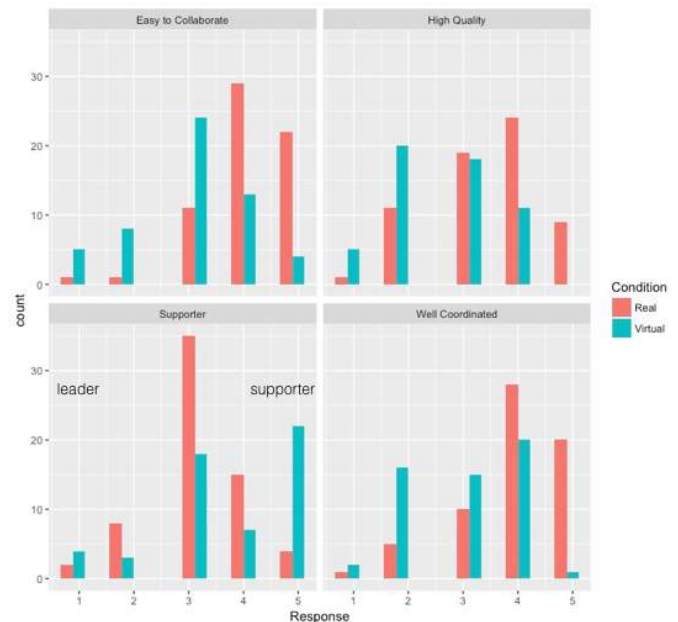 Easy to Collaborate
High Quality
30
20
10
0
count
Supporter
Well Coordinated
leader
supporter
30
20
10
0
1 2 3 4 5
1 2 3 4 5
Response
Condition
Real
Virtual